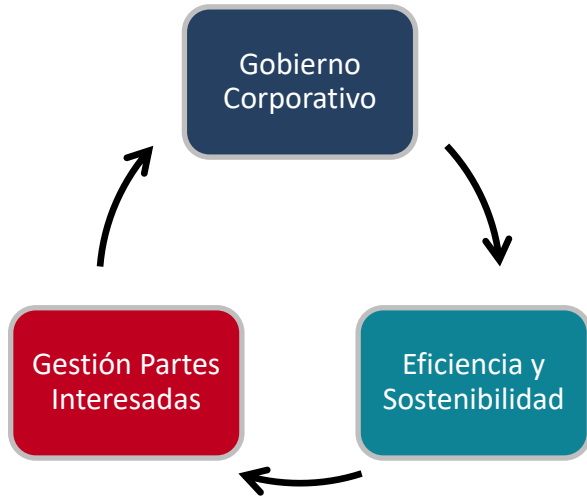 Gobierno
Corporativo
Gestión Partes
Interesadas
Eficiencia y
Sostenibilidad